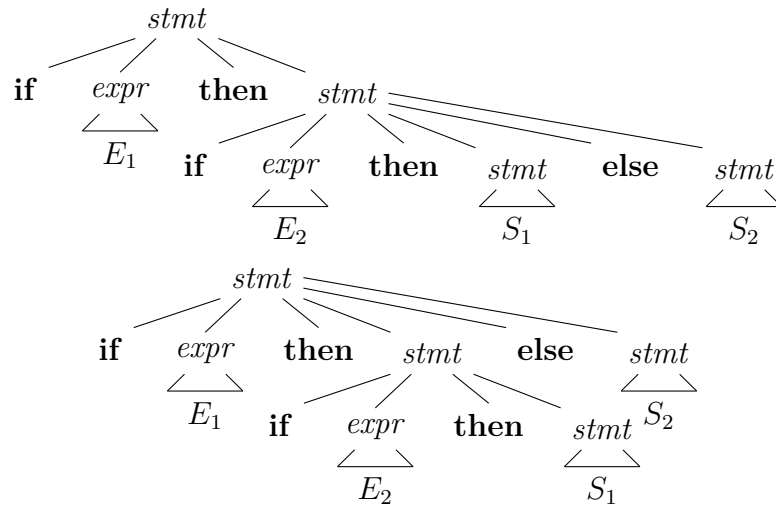 stmt
if expr then stmt
E1
if expr then stmt else stmt
E2 S1 S2
stmt
if expr then stmt else stmt
E1 S2
if expr then stmt
E2 S1